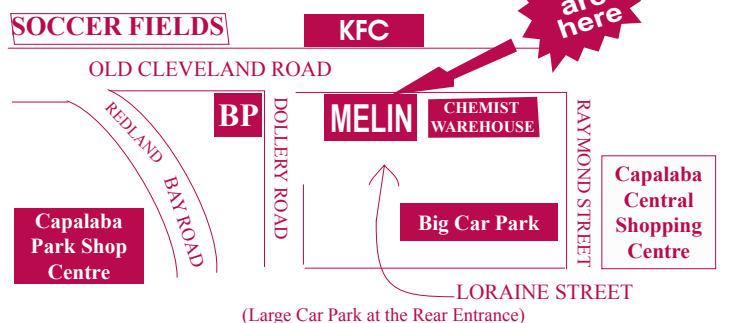 SOCCER FIELDS
KFC
are
here
OLD CLEVELAND ROAD
REDLAND BAY ROAD
BP
DOLLERY ROAD
MELIN
CHEMIST
WAREHOUSE
RAYMOND STREET
Capalaba
Central
Shopping
Centre
Capalaba
Park Shop
Centre
Big Car Park
LORAINE STREET
(Large Car Park at the Rear Entrance)